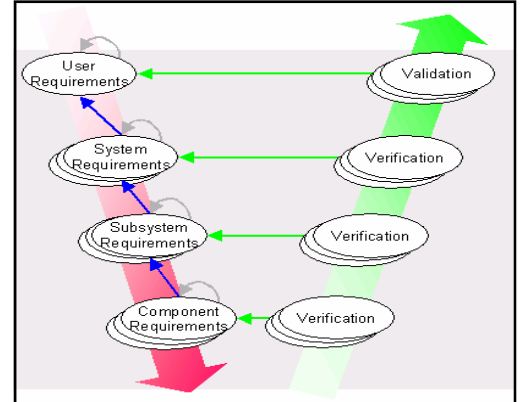 User
Requirements
Validation
System
Requirements
Verification
Subsystem
Requirements
Verification
Component
Requirements
Verification